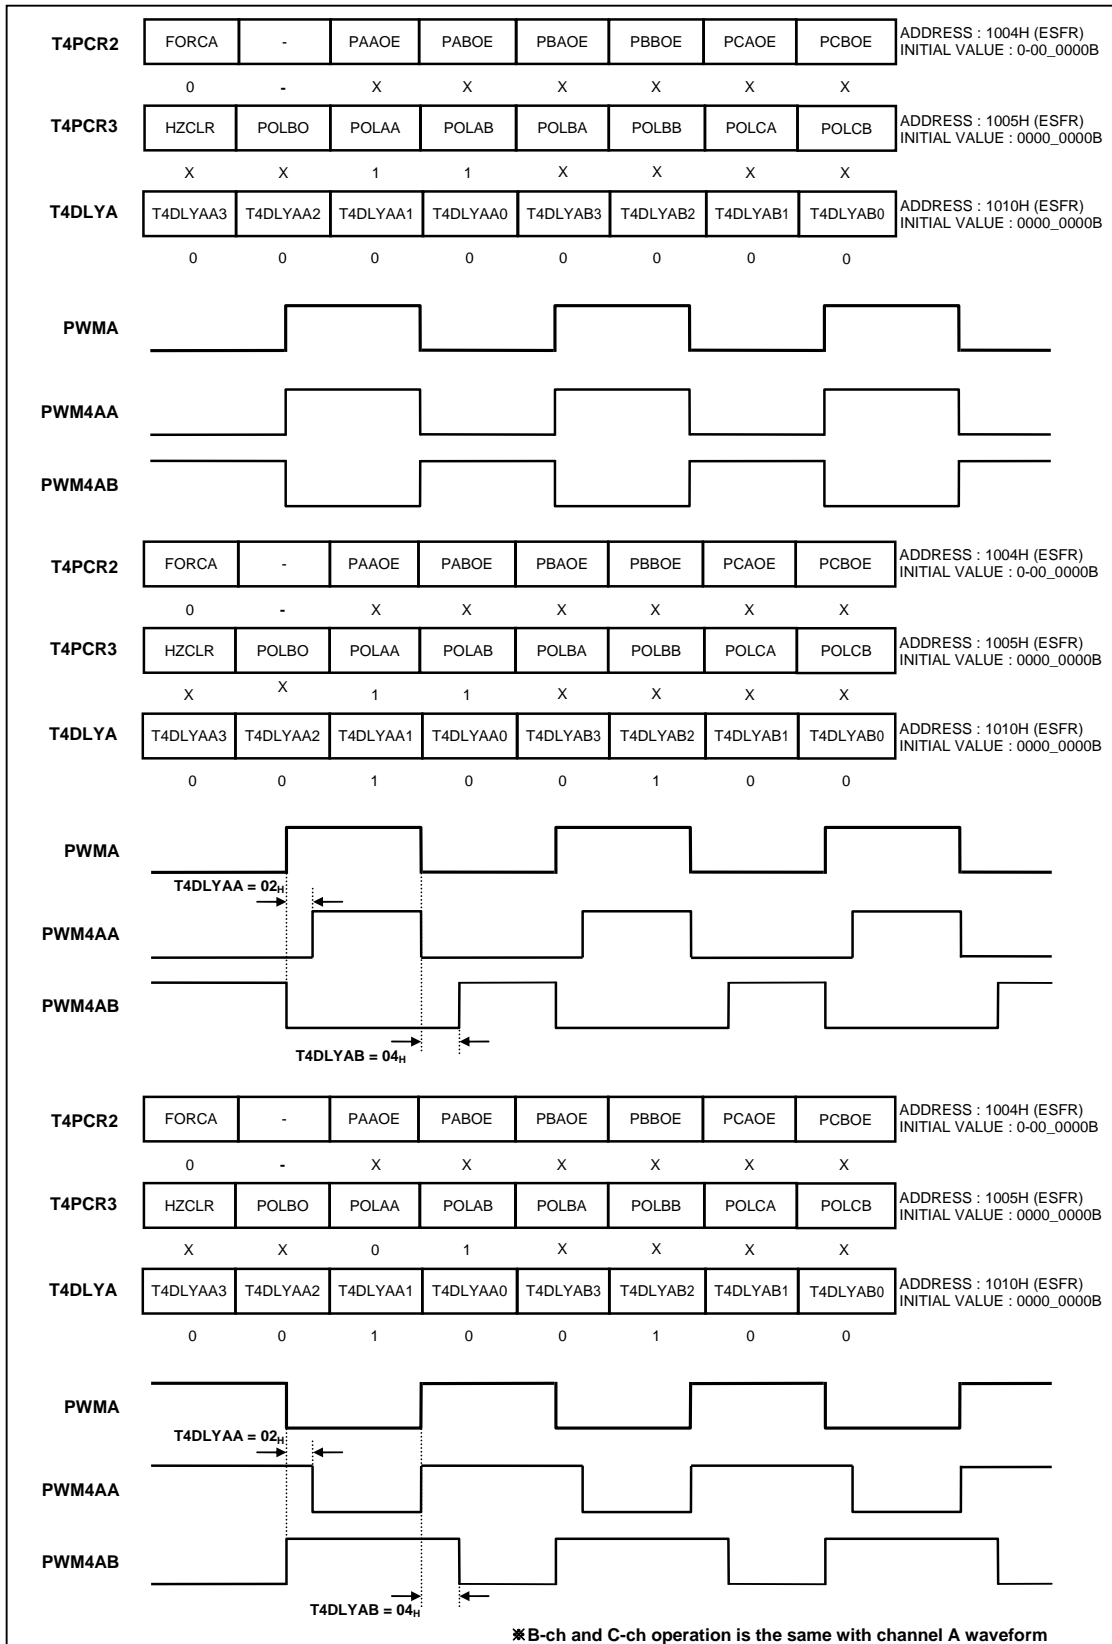 T4PCR2 FORCA - PAAOE PABOE PBAOE PBBOE PCAOE PCBOE ADDRESS : 1004H (ESFR)
INITIAL VALUE : 0-00_0000B
0 - X X X X X X
T4PCR3 HZCLR POLBO POLAA POLAB POLBA POLBB POLCA POLCB ADDRESS : 1005H (ESFR)
INITIAL VALUE : 0000_0000B
X X 1 1 X X X X
T4DLYA T4DLYAA3 T4DLYAA2 T4DLYAA1 T4DLYAA0 T4DLYAB3 T4DLYAB2 T4DLYAB1 T4DLYAB0 ADDRESS : 1010H (ESFR)
INITIAL VALUE : 0000_0000B
0 0 0 0 0 0 0 0
PWMA
PWM4AA
PWM4AB
T4PCR2 FORCA - PAAOE PABOE PBAOE PBBOE PCAOE PCBOE ADDRESS : 1004H (ESFR)
INITIAL VALUE : 0-00_0000B
0 - X X X X X X
T4PCR3 HZCLR POLBO POLAA POLAB POLBA POLBB POLCA POLCB ADDRESS : 1005H (ESFR)
INITIAL VALUE : 0000_0000B
X X 1 1 X X X X
T4DLYA T4DLYAA3 T4DLYAA2 T4DLYAA1 T4DLYAA0 T4DLYAB3 T4DLYAB2 T4DLYAB1 T4DLYAB0 ADDRESS : 1010H (ESFR)
INITIAL VALUE : 0000_0000B
0 0 1 0 0 1 0 0
PWMA
T4DLYAA = 02H
PWM4AA
PWM4AB
T4DLYAB = 04H
T4PCR2 FORCA - PAAOE PABOE PBAOE PBBOE PCAOE PCBOE ADDRESS : 1004H (ESFR)
INITIAL VALUE : 0-00_0000B
0 - X X X X X X
T4PCR3 HZCLR POLBO POLAA POLAB POLBA POLBB POLCA POLCB ADDRESS : 1005H (ESFR)
INITIAL VALUE : 0000_0000B
X X 0 1 X X X X
T4DLYA T4DLYAA3 T4DLYAA2 T4DLYAA1 T4DLYAA0 T4DLYAB3 T4DLYAB2 T4DLYAB1 T4DLYAB0 ADDRESS : 1010H (ESFR)
INITIAL VALUE : 0000_0000B
0 0 1 0 0 1 0 0
PWMA
T4DLYAA = 02H
PWM4AA
PWM4AB
T4DLYAB = 04H
※B-ch and C-ch operation is the same with channel A waveform